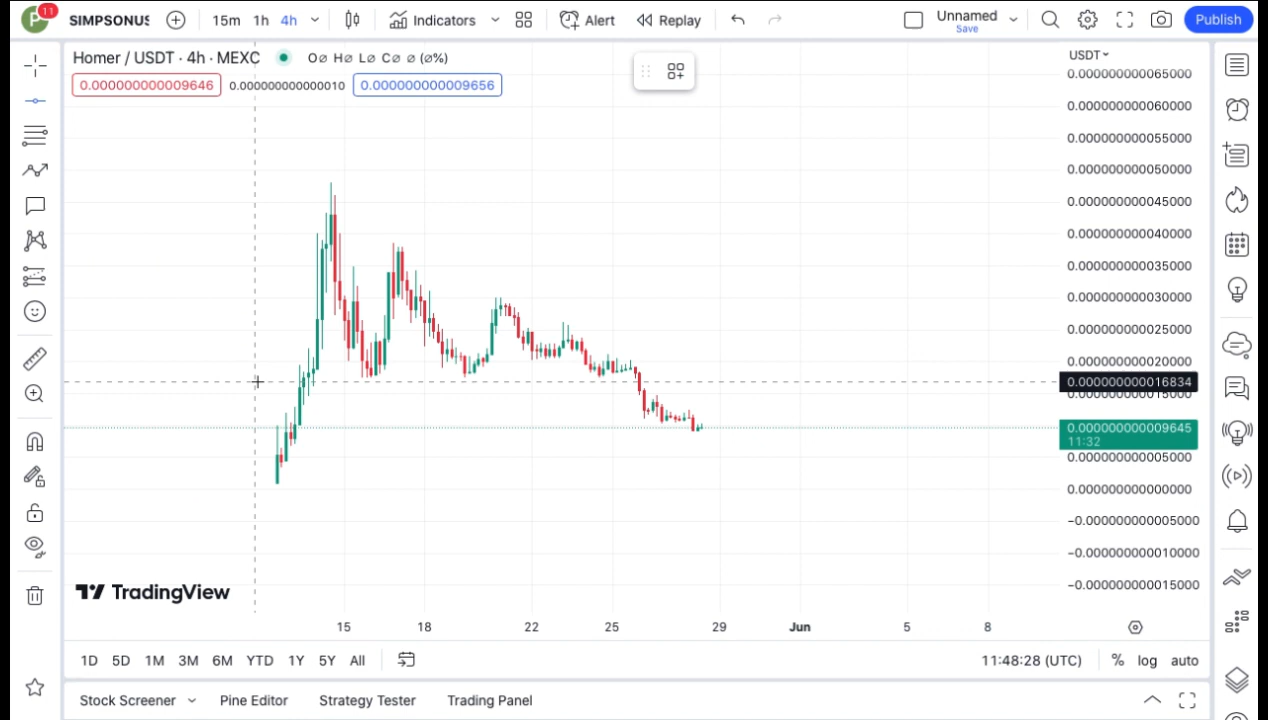 P 11 SIMPSONUS 15m 1h 4h Indicators Alert Replay Unnamed Save Publish
Homer / USDT · 4h · MEXC O∅ H∅ L∅ C∅ ∅ (∅%)
0.000000000009646 0.000000000000010 0.000000000009656
USDT
0.000000000065000
0.000000000060000
0.000000000055000
0.000000000050000
0.000000000045000
0.000000000040000
0.000000000035000
0.000000000030000
0.000000000025000
0.000000000020000
0.000000000016834
0.000000000015000
0.000000000009645
11:32
0.000000000005000
0.000000000000000
−0.000000000005000
−0.000000000010000
−0.000000000015000
TradingView
15 18 22 25 29 Jun 5 8
1D 5D 1M 3M 6M YTD 1Y 5Y All 11:48:28 (UTC) % log auto
Stock Screener Pine Editor Strategy Tester Trading Panel